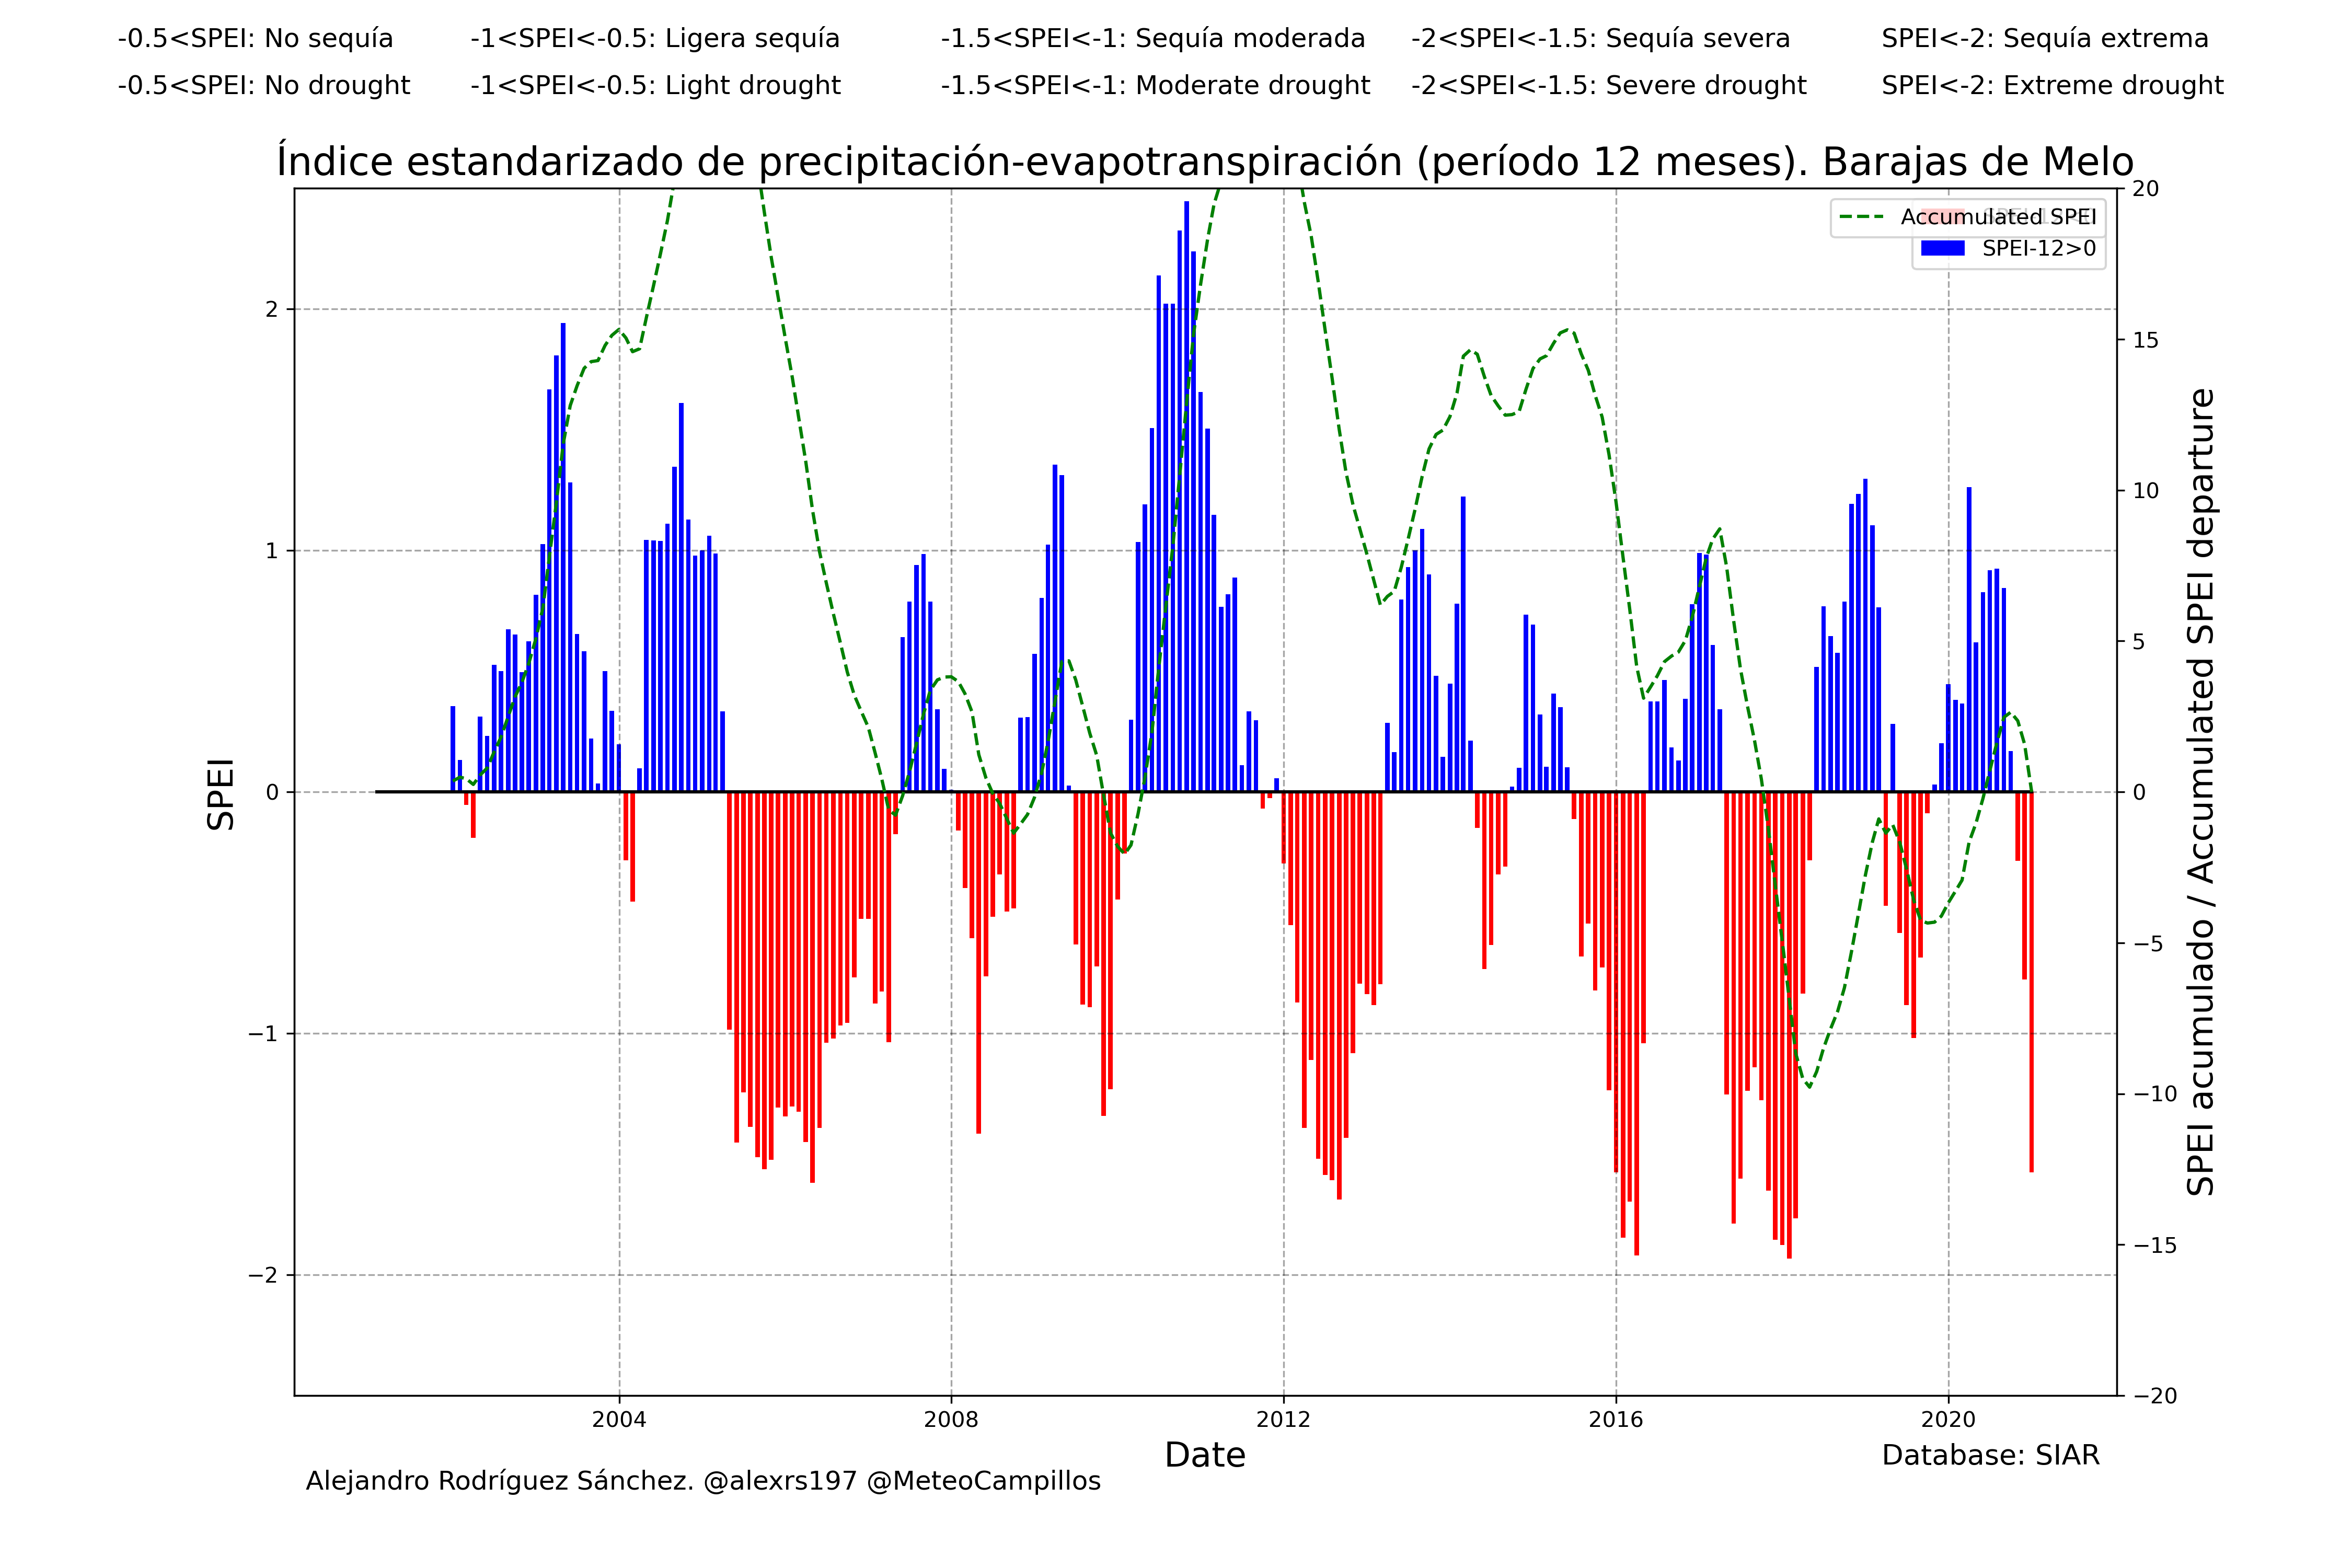 -0.5<SPEI: No sequía -1<SPEI<-0.5: Ligera sequía -1.5<SPEI<-1: Sequía moderada -2<SPEI<-1.5: Sequía severa SPEI<-2: Sequía extrema
-0.5<SPEI: No drought -1<SPEI<-0.5: Light drought -1.5<SPEI<-1: Moderate drought -2<SPEI<-1.5: Severe drought SPEI<-2: Extreme drought
Índice estandarizado de precipitación-evapotranspiración (período 12 meses). Barajas de Melo
Accumulated SPEI
SPEI-12>0
SPEI
2
1
0
−1
−2
20
15
10
5
0
−5
−10
−15
−20
SPEI acumulado / Accumulated SPEI departure
2004 2008 2012 2016 2020
Date
Database: SIAR
Alejandro Rodríguez Sánchez. @alexrs197 @MeteoCampillos